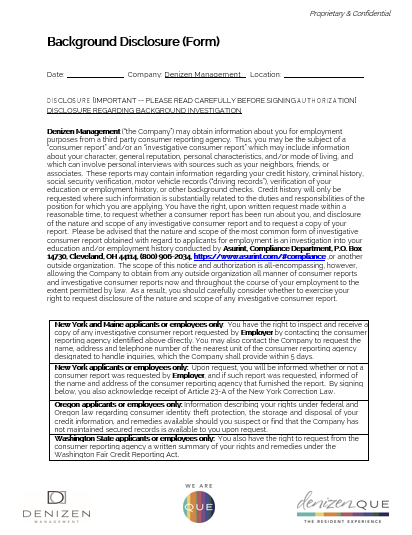 Proprietary & Confidential
Background Disclosure (Form)
Date: Company: Denizen Management Location:
DISCLOSURE [IMPORTANT -- PLEASE READ CAREFULLY BEFORE SIGNING AUTHORIZATION]
DISCLOSURE REGARDING BACKGROUND INVESTIGATION
Denizen Management ("the Company") may obtain information about you for employment
purposes from a third party consumer reporting agency. Thus, you may be the subject of a
"consumer report" and/or an "investigative consumer report" which may include information
about your character, general reputation, personal characteristics, and/or mode of living, and
which can involve personal interviews with sources such as your neighbors, friends, or
associates. These reports may contain information regarding your credit history, criminal history,
social security verification, motor vehicle records ("driving records"), verification of your
education or employment history, or other background checks. Credit history will only be
requested where such information is substantially related to the duties and responsibilities of the
position for which you are applying. You have the right, upon written request made within a
reasonable time, to request whether a consumer report has been run about you, and disclosure
of the nature and scope of any investigative consumer report and to request a copy of your
report. Please be advised that the nature and scope of the most common form of investigative
consumer report obtained with regard to applicants for employment is an investigation into your
education and/or employment history conducted by Asurint, Compliance Department, P.O. Box
14730, Cleveland, OH 44114, (800) 906-2034, https://www.asurint.com/#compliance, or another
outside organization. The scope of this notice and authorization is all-encompassing, however,
allowing the Company to obtain from any outside organization all manner of consumer reports
and investigative consumer reports now and throughout the course of your employment to the
extent permitted by law. As a result, you should carefully consider whether to exercise your
right to request disclosure of the nature and scope of any investigative consumer report.
New York and Maine applicants or employees only: You have the right to inspect and receive a
copy of any investigative consumer report requested by Employer by contacting the consumer
reporting agency identified above directly. You may also contact the Company to request the
name, address and telephone number of the nearest unit of the consumer reporting agency
designated to handle inquiries, which the Company shall provide within 5 days.
New York applicants or employees only: Upon request, you will be informed whether or not a
consumer report was requested by Employer, and if such report was requested, informed of
the name and address of the consumer reporting agency that furnished the report. By signing
below, you also acknowledge receipt of Article 23-A of the New York Correction Law.
Oregon applicants or employees only: Information describing your rights under federal and
Oregon law regarding consumer identity theft protection, the storage and disposal of your
credit information, and remedies available should you suspect or find that the Company has
not maintained secured records is available to you upon request.
Washington State applicants or employees only: You also have the right to request from the
consumer reporting agency a written summary of your rights and remedies under the
Washington Fair Credit Reporting Act.
WE ARE
QUE
DENIZEN
MANAGEMENT
denizen QUE
THE RESIDENT EXPERIENCE